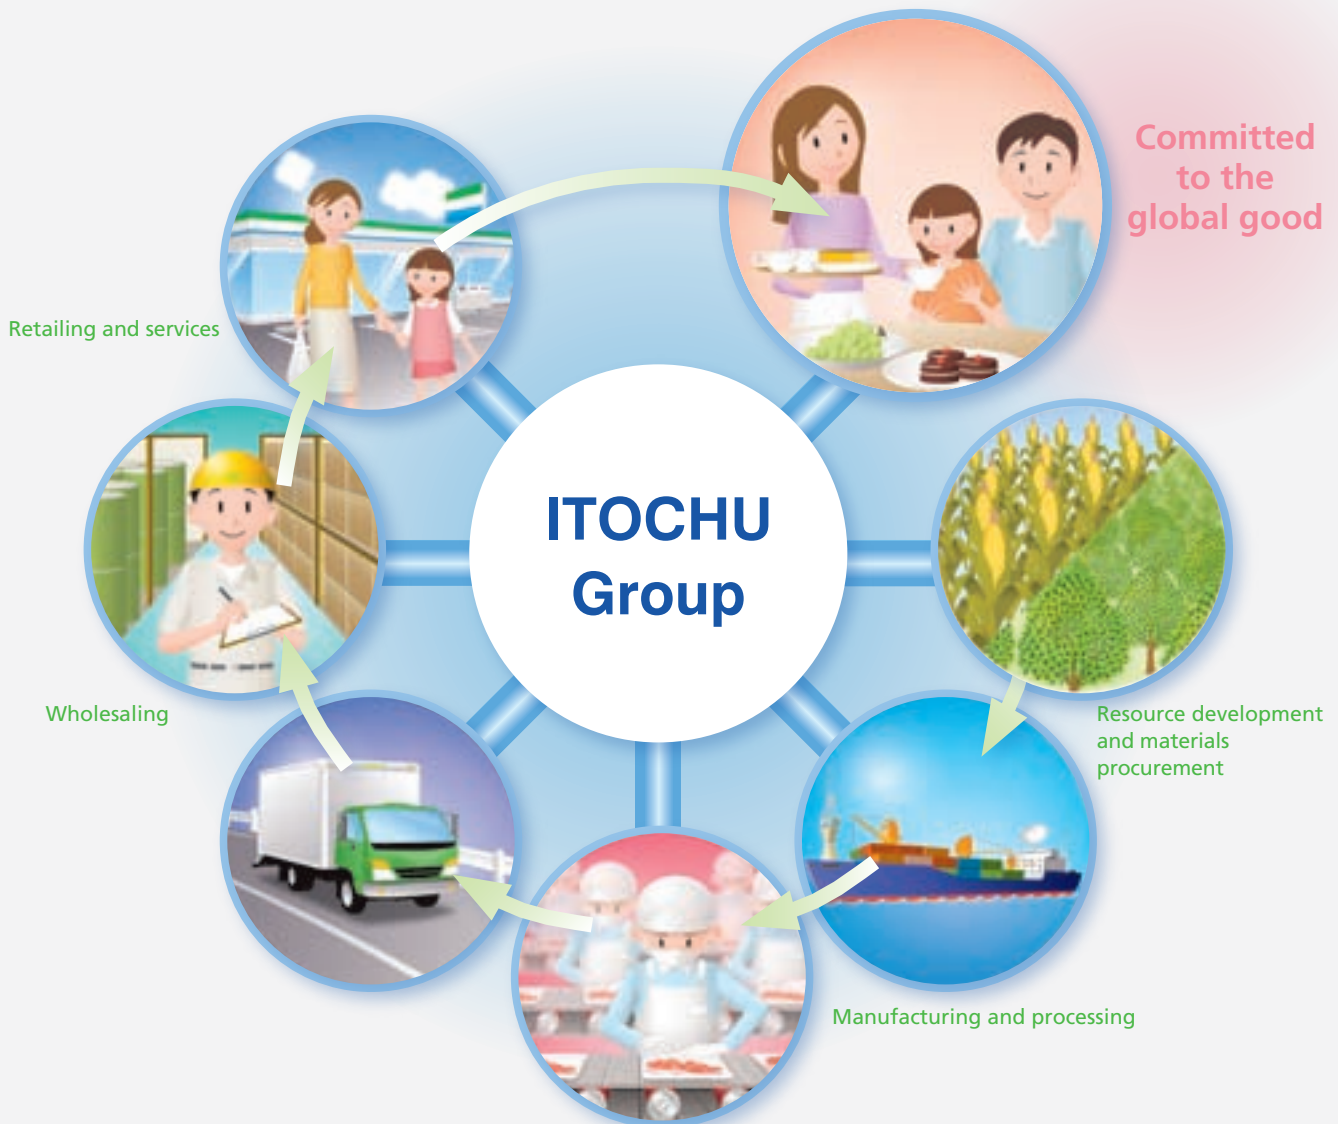 Committed
to the
global good
Retailing and services
ITOCHU
Group
Wholesaling
Resource development
and materials
procurement
Manufacturing and processing